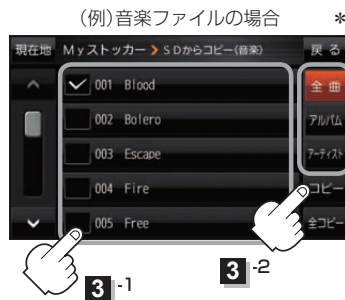 (例)音楽ファイルの場合 *
現在地 Myストッカー > SDからコピー(音楽) 戻る
001 Blood 全曲
002 Bolero アルバム
003 Escape アーティスト
004 Fire コピー
005 Free 全コピー
3 -1 3 -2